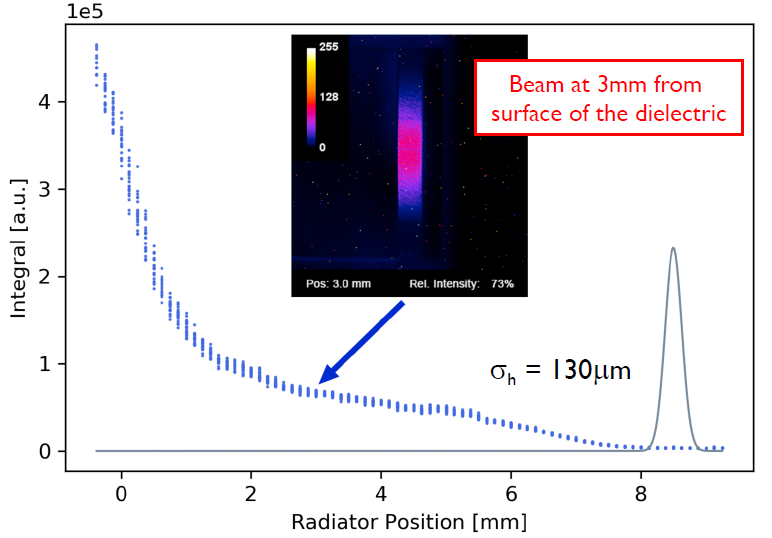 1e5
Integral [a.u.]
4
3
2
1
0
255
128
0
Pos: 3.0 mm Rel. Intensity: 73%
Beam at 3mm from
surface of the dielectric
σh = 130μm
0 2 4 6 8
Radiator Position [mm]